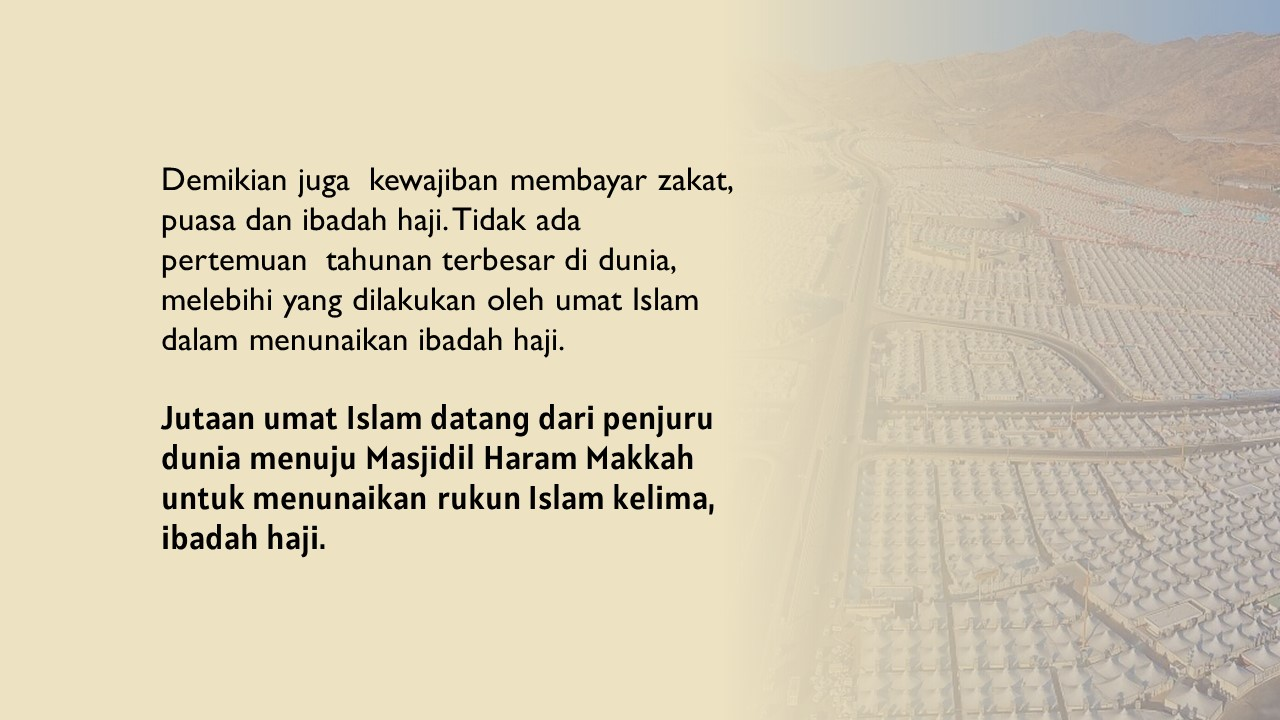 Demikian juga  kewajiban membayar zakat,
puasa dan ibadah haji. Tidak ada
pertemuan  tahunan terbesar di dunia,
melebihi yang dilakukan oleh umat Islam
dalam menunaikan ibadah haji.
Jutaan umat Islam datang dari penjuru
dunia menuju Masjidil Haram Makkah
untuk menunaikan rukun Islam kelima,
ibadah haji.